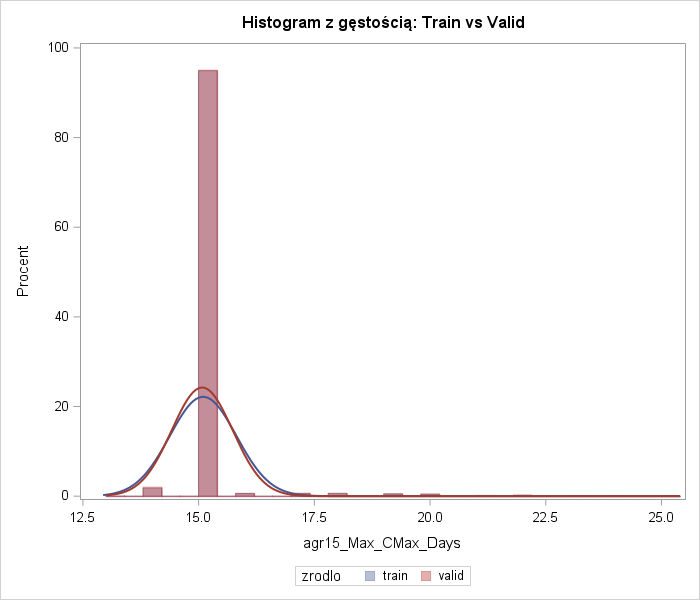 Histogram z gęstością: Train vs Valid
100
80
60
40
20
0
Procent
12.5 15.0 17.5 20.0 22.5 25.0
agr15_Max_CMax_Days
zrodlo train valid